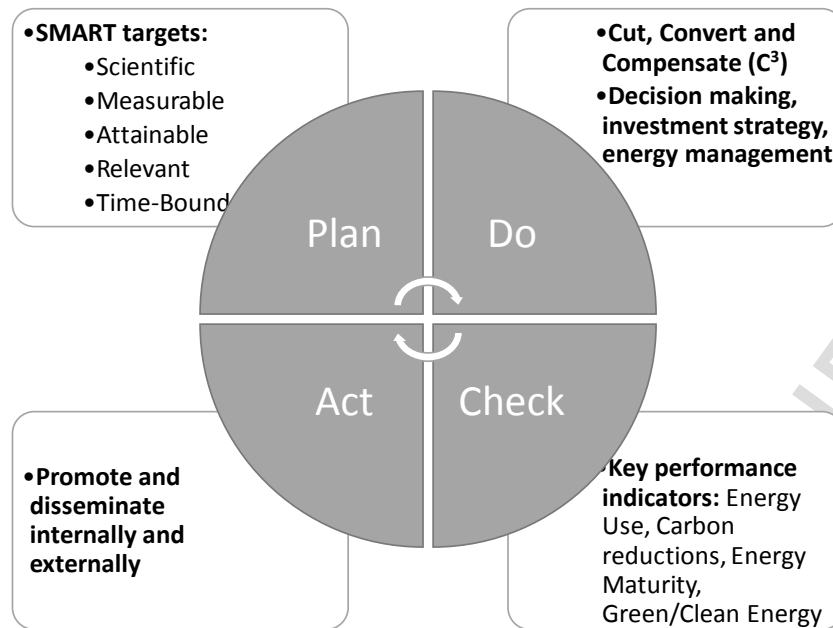 •SMART targets:
•Scientific
•Measurable
•Attainable
•Relevant
•Time-Bound
•Cut, Convert and
Compensate (C³)
•Decision making,
investment strategy,
energy management
Plan
Do
Act
Check
•Promote and
disseminate
internally and
externally
•Key performance
indicators: Energy
Use, Carbon
reductions, Energy
Maturity,
Green/Clean Energy